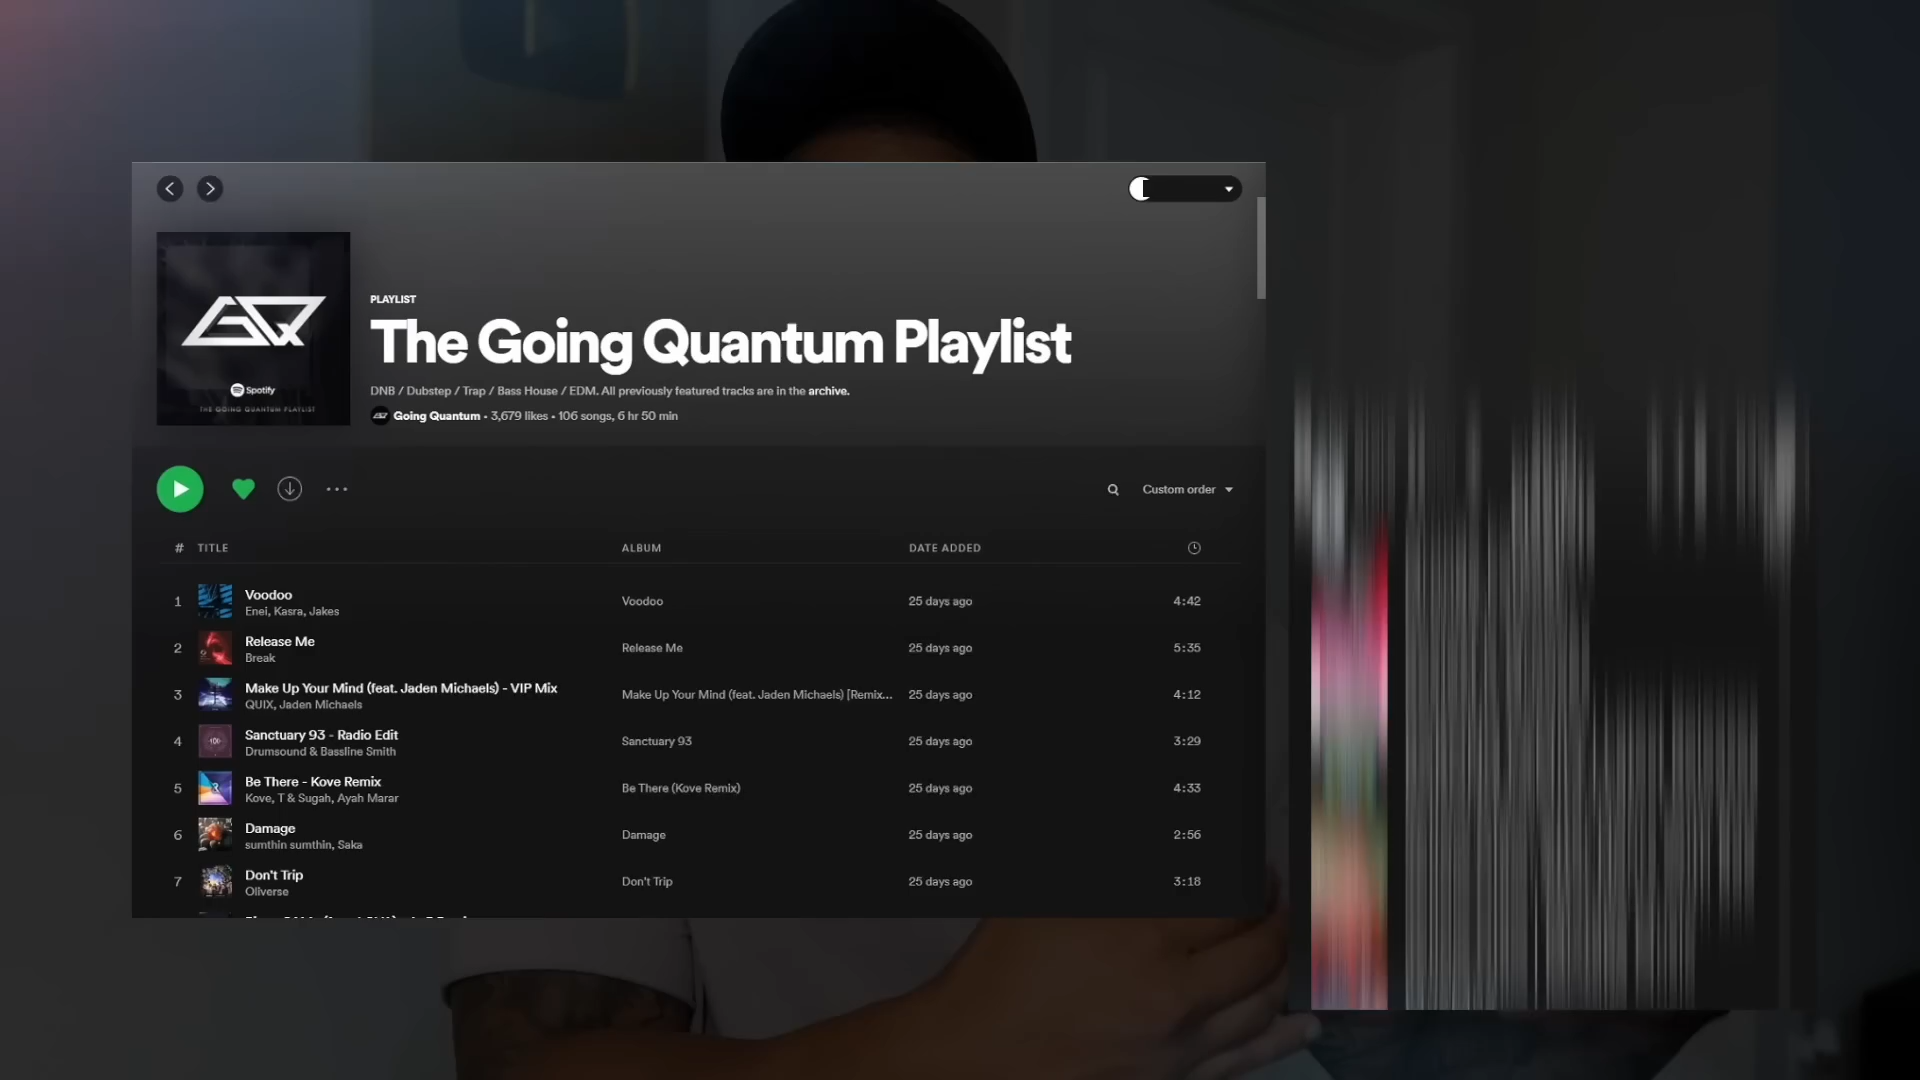 PLAYLIST
The Going Quantum Playlist
DNB / Dubstep / Trap / Bass House / EDM. All previously featured tracks are in the archive.
Going Quantum • 3,679 likes • 106 songs, 6 hr 50 min
GQ
Spotify
THE GOING QUANTUM PLAYLIST
Custom order
# TITLE ALBUM DATE ADDED
1 Voodoo Voodoo 25 days ago 4:42
Enei, Kasra, Jakes
2 Release Me Release Me 25 days ago 5:35
Break
3 Make Up Your Mind (feat. Jaden Michaels) - VIP Mix Make Up Your Mind (feat. Jaden Michaels) [Remix... 25 days ago 4:12
QUIX, Jaden Michaels
4 Sanctuary 93 - Radio Edit Sanctuary 93 25 days ago 3:29
Drumsound & Bassline Smith
5 Be There - Kove Remix Be There (Kove Remix) 25 days ago 4:33
Kove, T & Sugah, Ayah Marar
6 Damage Damage 25 days ago 2:56
sumthin sumthin, Saka
7 Don't Trip Don't Trip 25 days ago 3:18
Oliverse